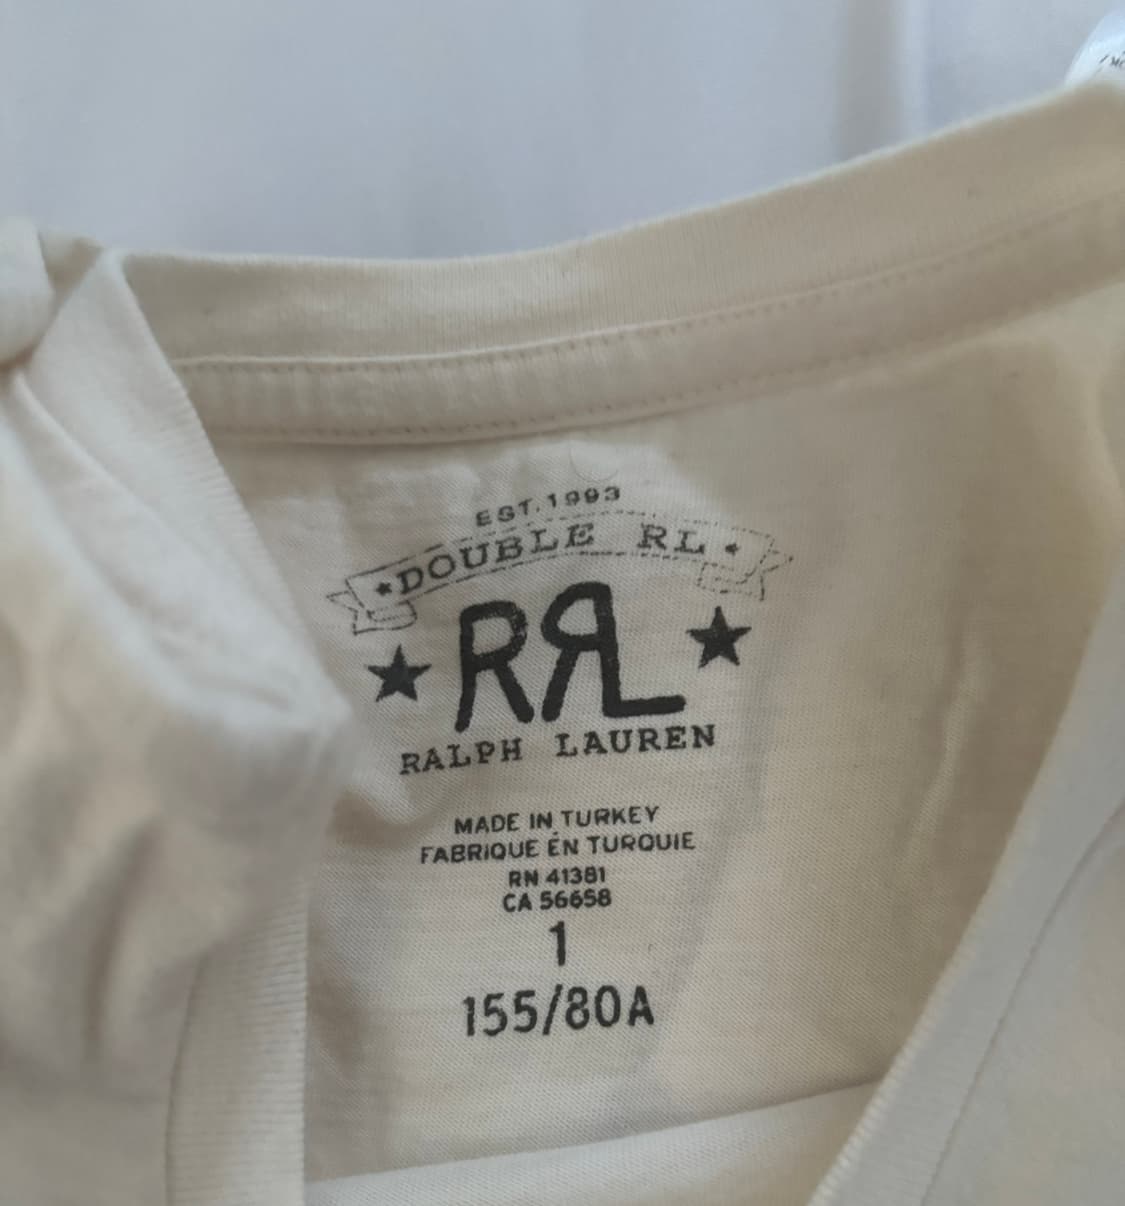 EST. 1993
DOUBLE RL
RRL
RALPH LAUREN
MADE IN TURKEY
FABRIQUE ÉN TURQUIE
RN 41381
CA 56658
1
155/80A